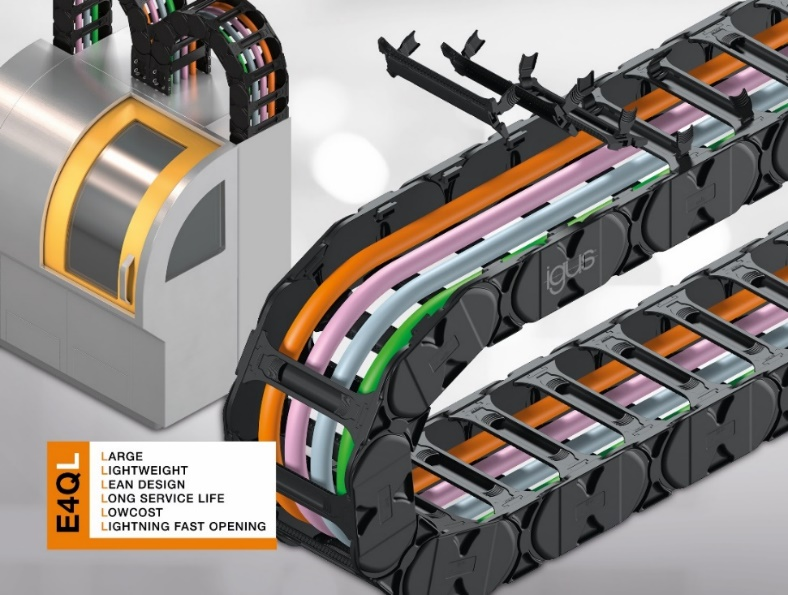 igus
E4QL
LARGE
LIGHTWEIGHT
LEAN DESIGN
LONG SERVICE LIFE
LOWCOST
LIGHTNING FAST OPENING